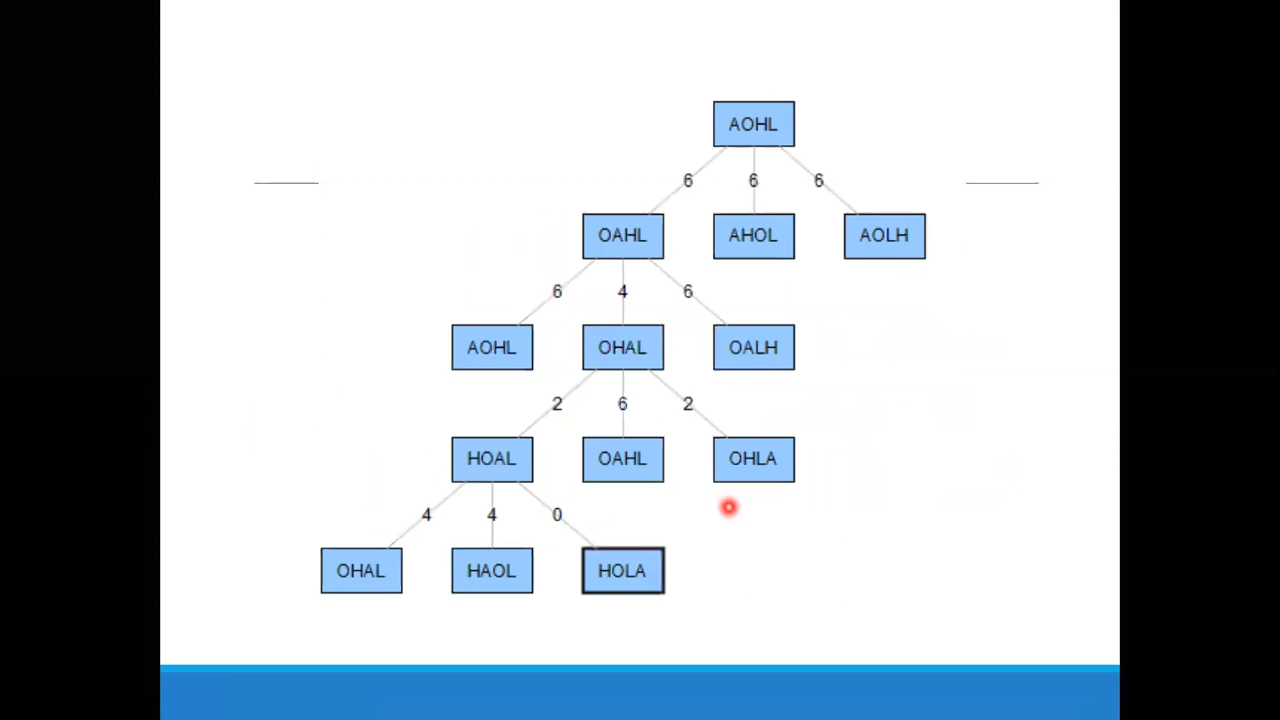 AOHL
6 6 6
OAHL AHOL AOLH
6 4 6
AOHL OHAL OALH
2 6 2
HOAL OAHL OHLA
4 4 0
OHAL HAOL HOLA